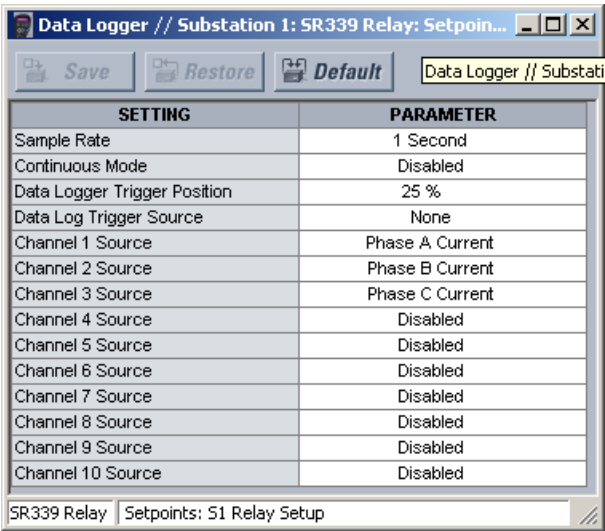 Data Logger // Substation 1: SR339 Relay: Setpoin...
Save Restore Default Data Logger // Substati
SETTING PARAMETER
Sample Rate 1 Second
Continuous Mode Disabled
Data Logger Trigger Position 25 %
Data Log Trigger Source None
Channel 1 Source Phase A Current
Channel 2 Source Phase B Current
Channel 3 Source Phase C Current
Channel 4 Source Disabled
Channel 5 Source Disabled
Channel 6 Source Disabled
Channel 7 Source Disabled
Channel 8 Source Disabled
Channel 9 Source Disabled
Channel 10 Source Disabled
SR339 Relay Setpoints: S1 Relay Setup